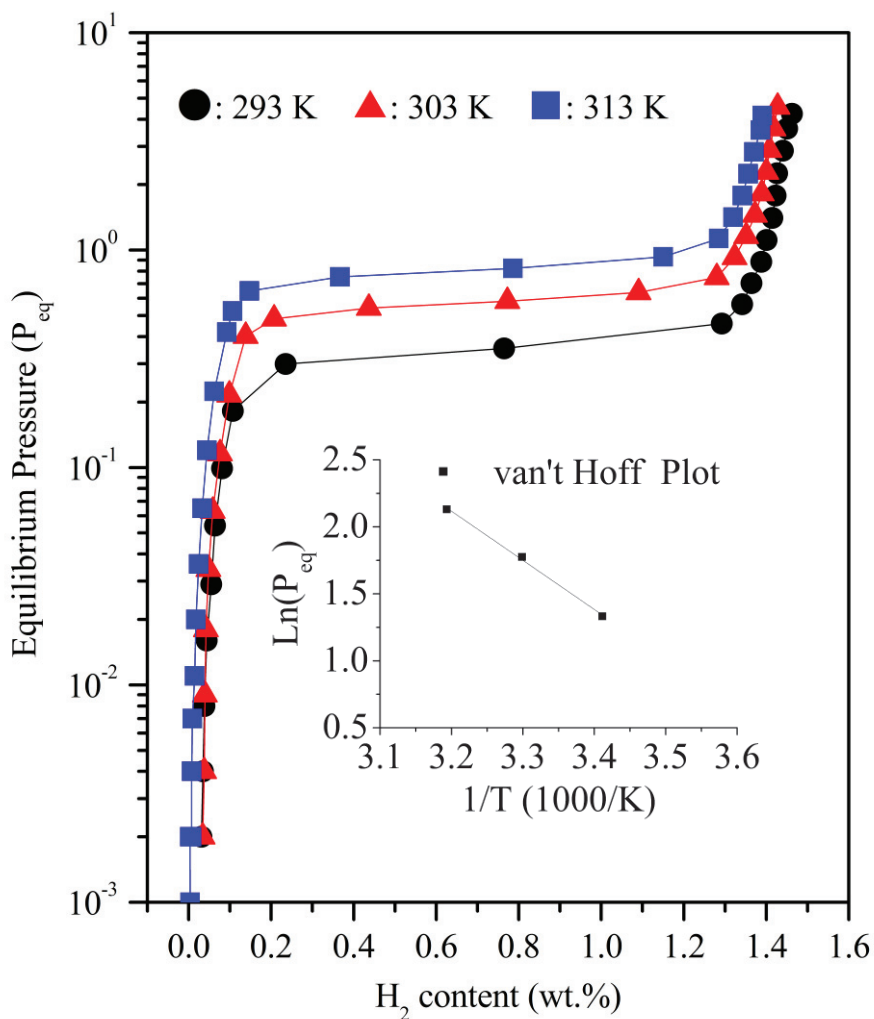 10^1
: 293 K : 303 K : 313 K
10^0
10^-1
10^-2
10^-3
Equilibrium Pressure (P_eq)
2.5
2.0
1.5
1.0
0.5
Ln(P_eq)
van't Hoff Plot
3.1 3.2 3.3 3.4 3.5 3.6
1/T (1000/K)
0.0 0.2 0.4 0.6 0.8 1.0 1.2 1.4 1.6
H_2 content (wt.%)